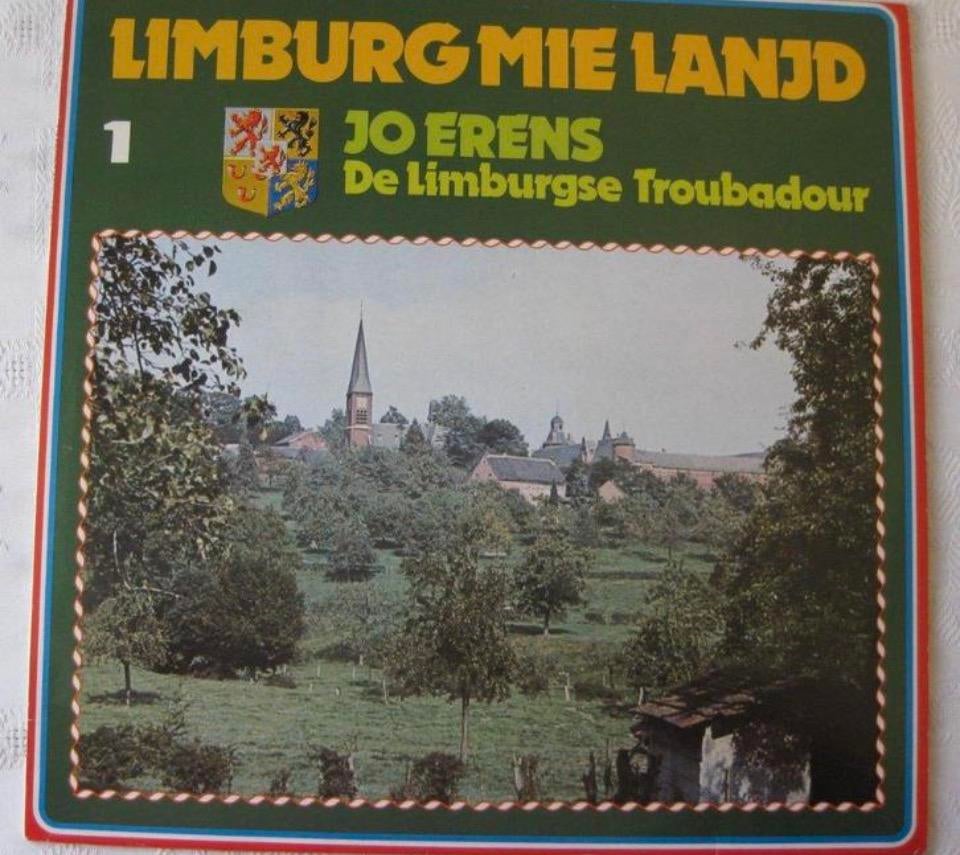 LIMBURG MIE LANJD
1
JO ERENS
De Limburgse Troubadour